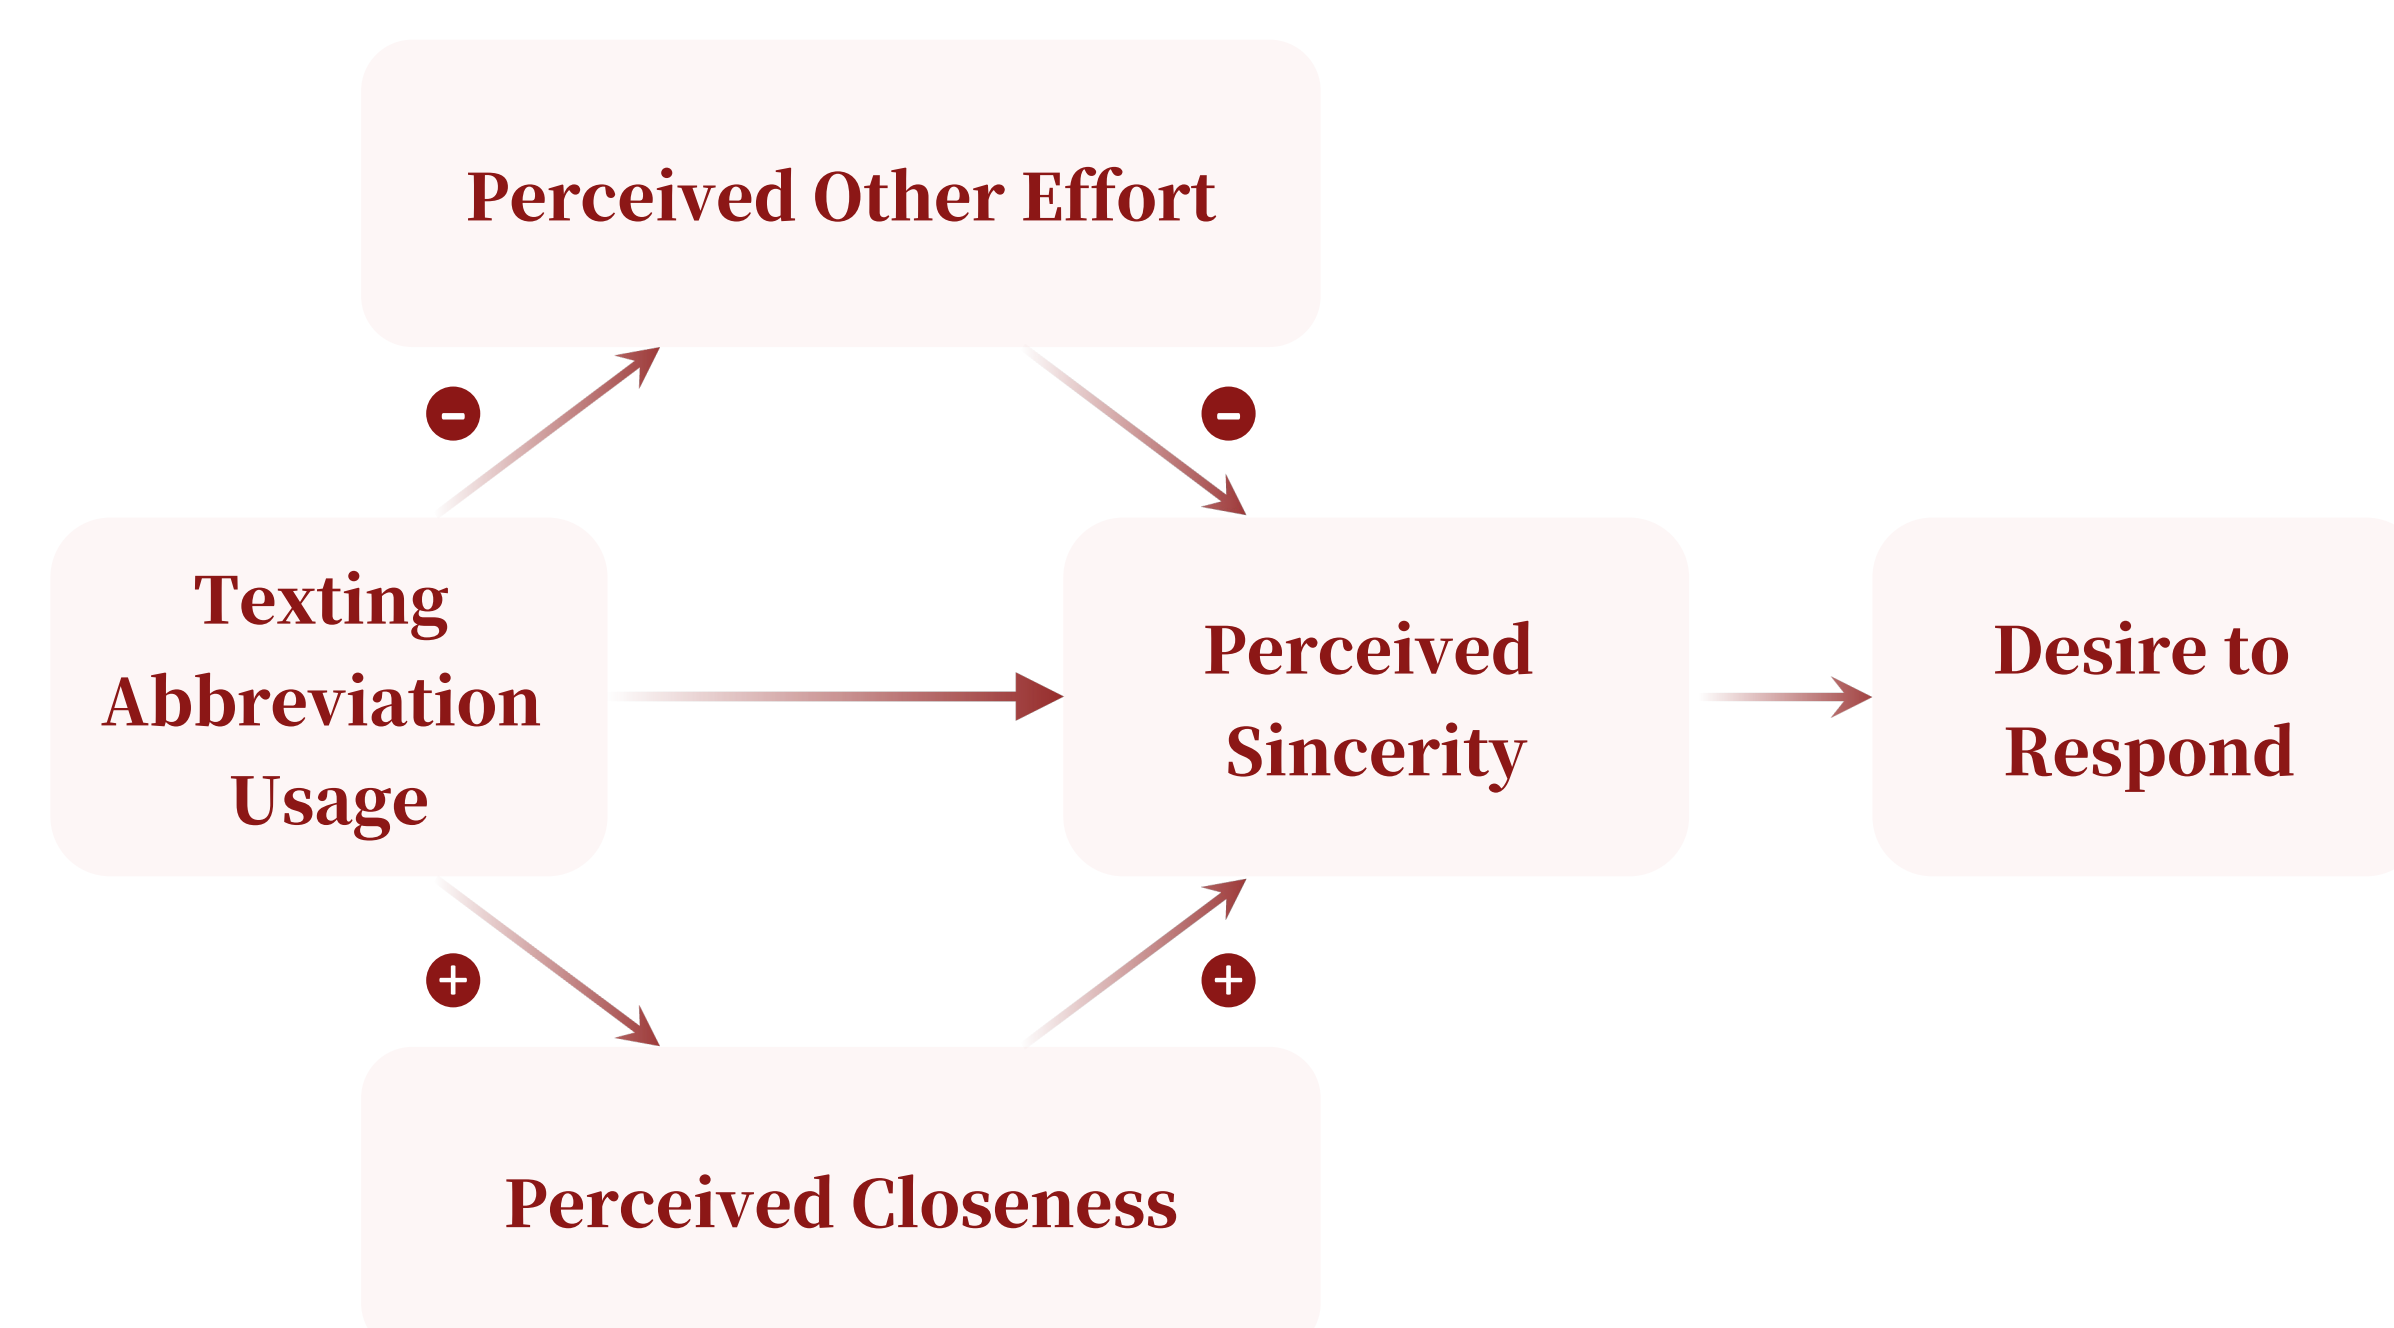 Perceived Other Effort
−
−
Texting
Abbreviation
Usage
Perceived
Sincerity
Desire to
Respond
+
+
Perceived Closeness